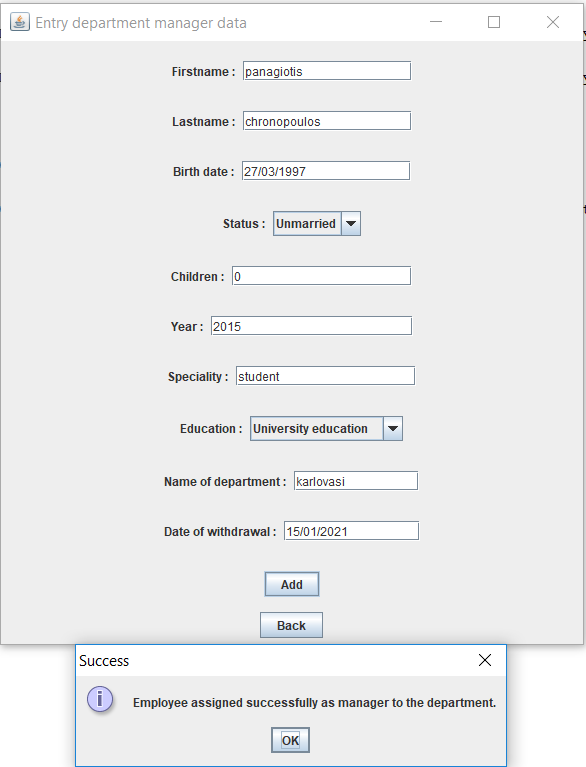 Entry department manager data
Firstname : panagiotis
Lastname : chronopoulos
Birth date : 27/03/1997
Status : Unmarried
Children : 0
Year : 2015
Speciality : student
Education : University education
Name of department : karlovasi
Date of withdrawal : 15/01/2021
Add
Back
Success
Employee assigned successfully as manager to the department.
OK